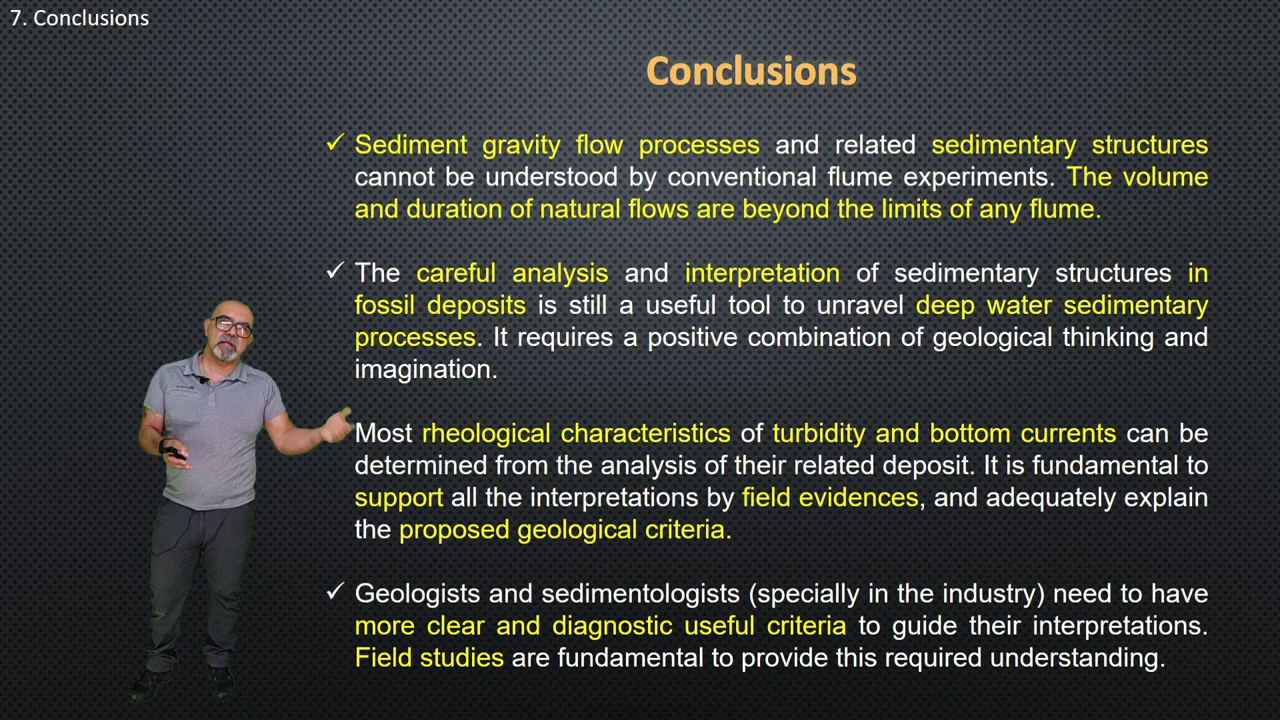 7. Conclusions
Conclusions
✓ Sediment gravity flow processes and related sedimentary structures
cannot be understood by conventional flume experiments. The volume
and duration of natural flows are beyond the limits of any flume.
✓ The careful analysis and interpretation of sedimentary structures in
fossil deposits is still a useful tool to unravel deep water sedimentary
processes. It requires a positive combination of geological thinking and
imagination.
Most rheological characteristics of turbidity and bottom currents can be
determined from the analysis of their related deposit. It is fundamental to
support all the interpretations by field evidences, and adequately explain
the proposed geological criteria.
✓ Geologists and sedimentologists (specially in the industry) need to have
more clear and diagnostic useful criteria to guide their interpretations.
Field studies are fundamental to provide this required understanding.